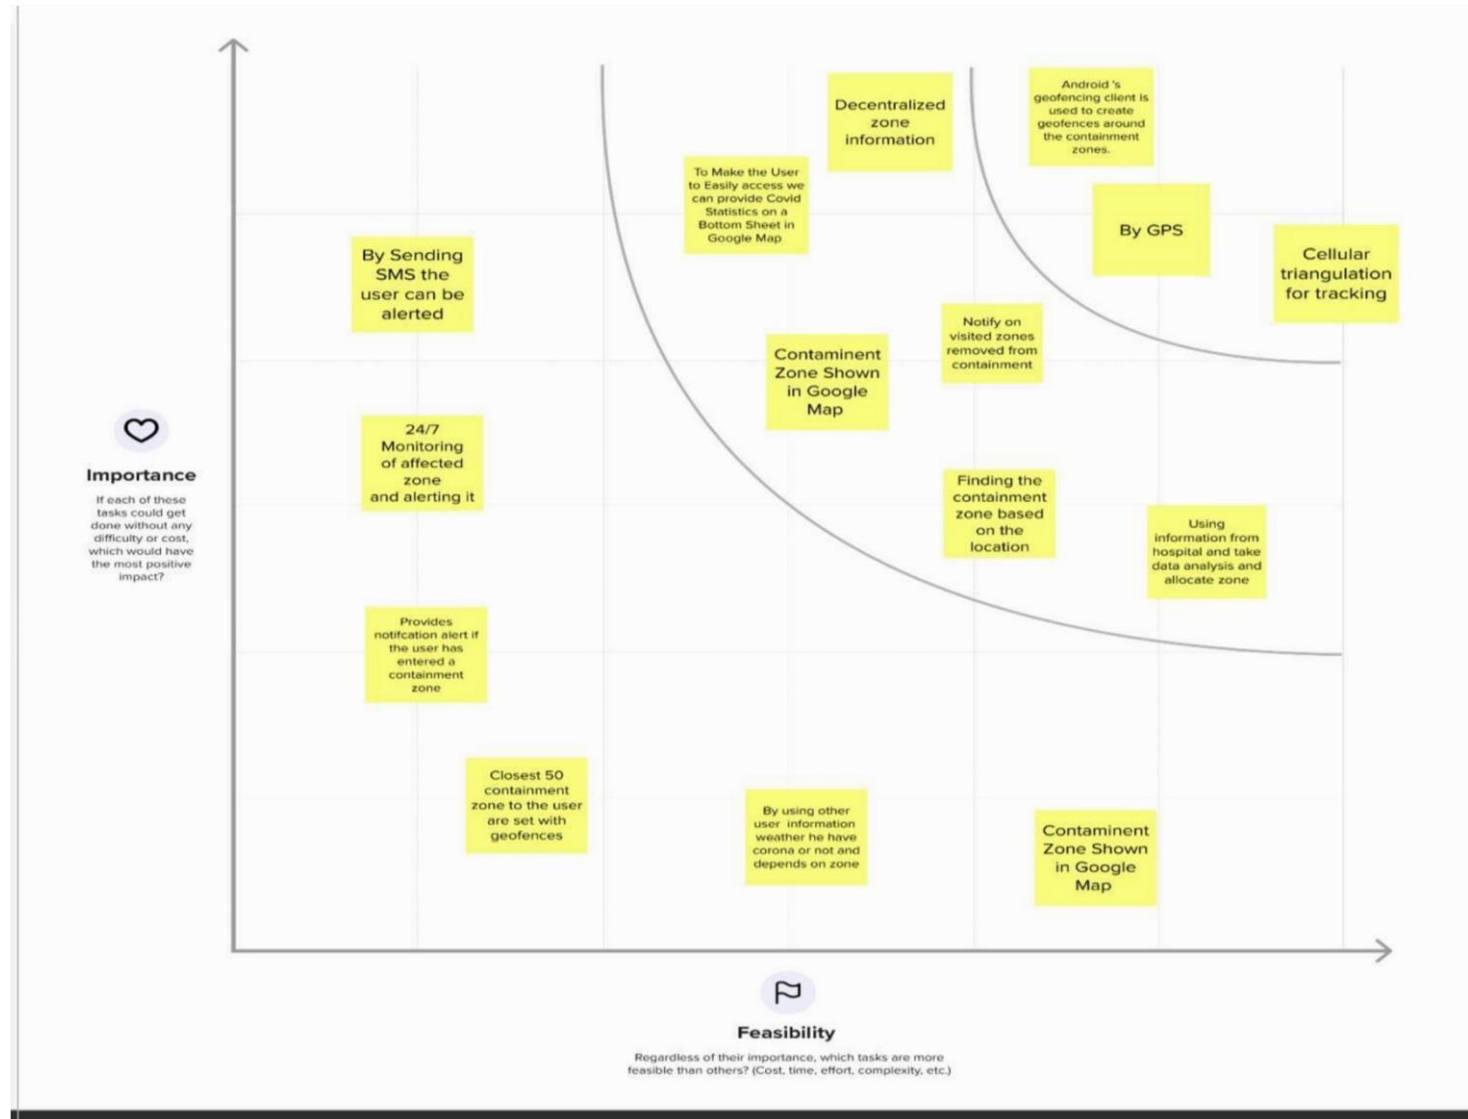 Android 's
geofencing client is
used to create
geofences around
the containment
zones.
Decentralized
zone
information
To Make the User
to Easily access we
can provide Covid
Statistics on a
Bottom Sheet in
Google Map
By GPS
Cellular
triangulation
for tracking
By Sending
SMS the
user can be
alerted
Notify on
visited zones
removed from
containment
Contaminent
Zone Shown
in Google
Map
24/7
Monitoring
of affected
zone
and alerting it
Importance
If each of these
tasks could get
done without any
difficulty or cost,
which would have
the most positive
impact?
Finding the
containment
zone based
on the
location
Using
information from
hospital and take
data analysis and
allocate zone
Provides
notifcation alert if
the user has
entered a
containment
zone
Closest 50
containment
zone to the user
are set with
geofences
By using other
user information
weather he have
corona or not and
depends on zone
Contaminent
Zone Shown
in Google
Map
Feasibility
Regardless of their importance, which tasks are more
feasible than others? (Cost, time, effort, complexity, etc.)